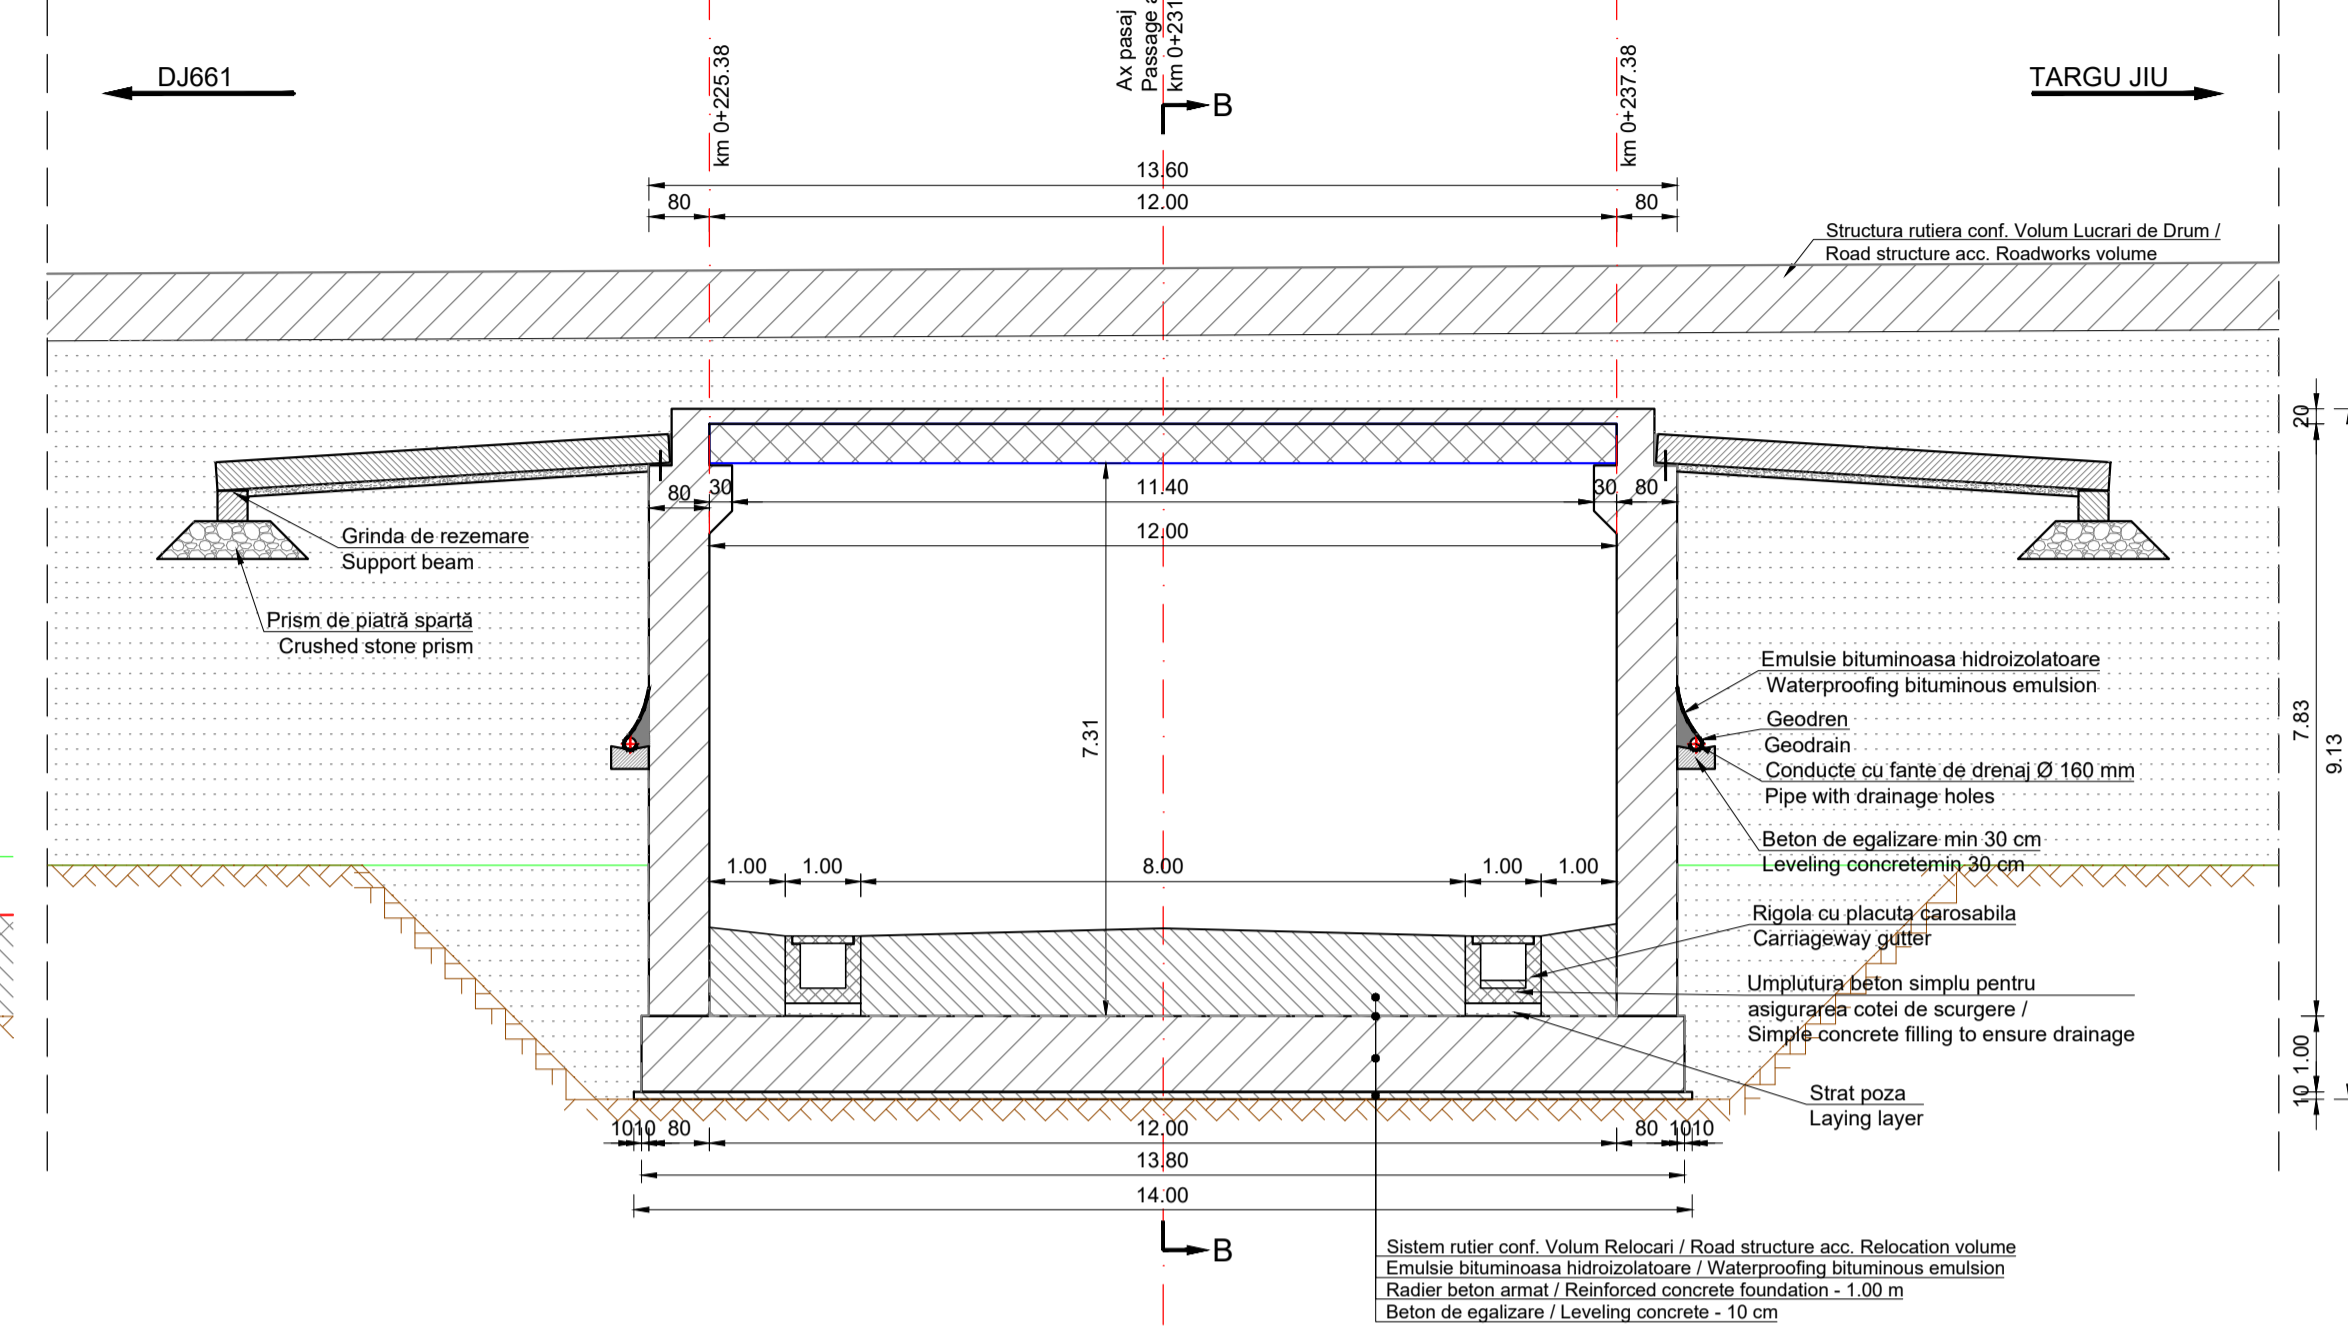 DJ661
TARGU JIU
km 0+225.38
Ax pasaj
Passage
km 0+231
km 0+237.38
B
13.60
80
12.00
80
Structura rutiera conf. Volum Lucrari de Drum /
Road structure acc. Roadworks volume
20
80
30
11.40
30
80
12.00
Grinda de rezemare
Support beam
Prism de piatră spartă
Crushed stone prism
7.31
Emulsie bituminoasa hidroizolatoare
Waterproofing bituminous emulsion
Geodren
Geodrain
Conducte cu fante de drenaj Ø 160 mm
Pipe with drainage holes
7.83
9.13
Beton de egalizare min 30 cm
Leveling concretemin 30 cm
1.00
1.00
8.00
1.00
1.00
Rigola cu placuta carosabila
Carriageway gutter
Umplutura beton simplu pentru
asigurarea cotei de scurgere /
Simple concrete filling to ensure drainage
Strat poza
Laying layer
1.00
10
10
10
80
12.00
80
10
10
13.80
14.00
B
Sistem rutier conf. Volum Relocari / Road structure acc. Relocation volume
Emulsie bituminoasa hidroizolatoare / Waterproofing bituminous emulsion
Radier beton armat / Reinforced concrete foundation - 1.00 m
Beton de egalizare / Leveling concrete - 10 cm